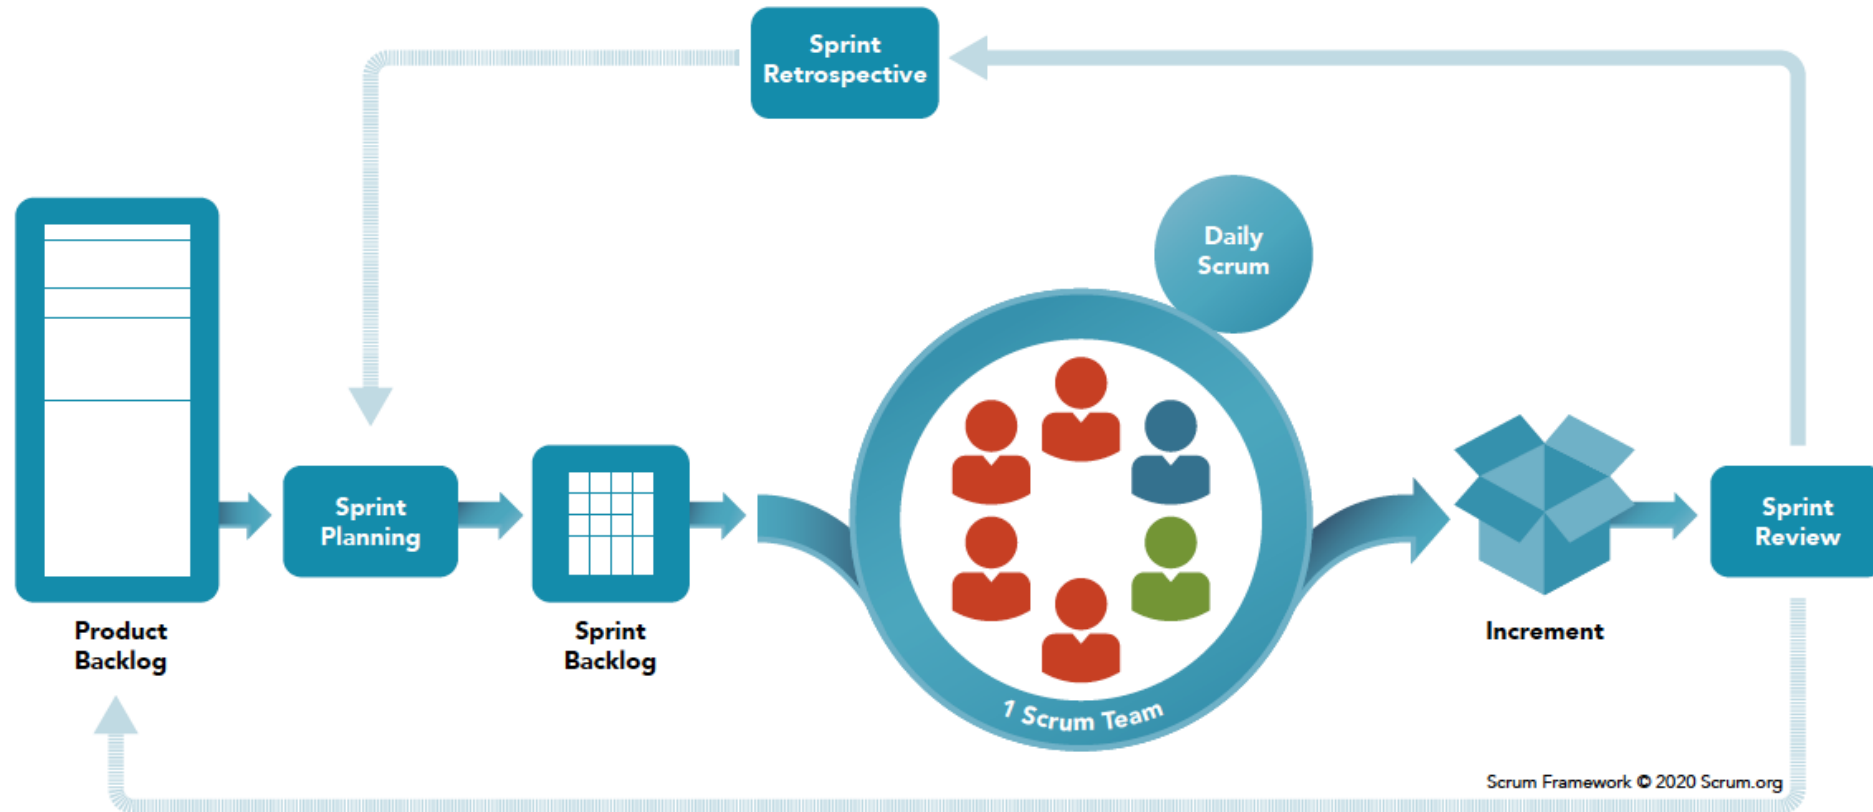 Sprint
Retrospective
Daily
Scrum
Sprint
Planning
Sprint
Review
Product
Backlog
Sprint
Backlog
Increment
1 Scrum Team
Scrum Framework © 2020 Scrum.org